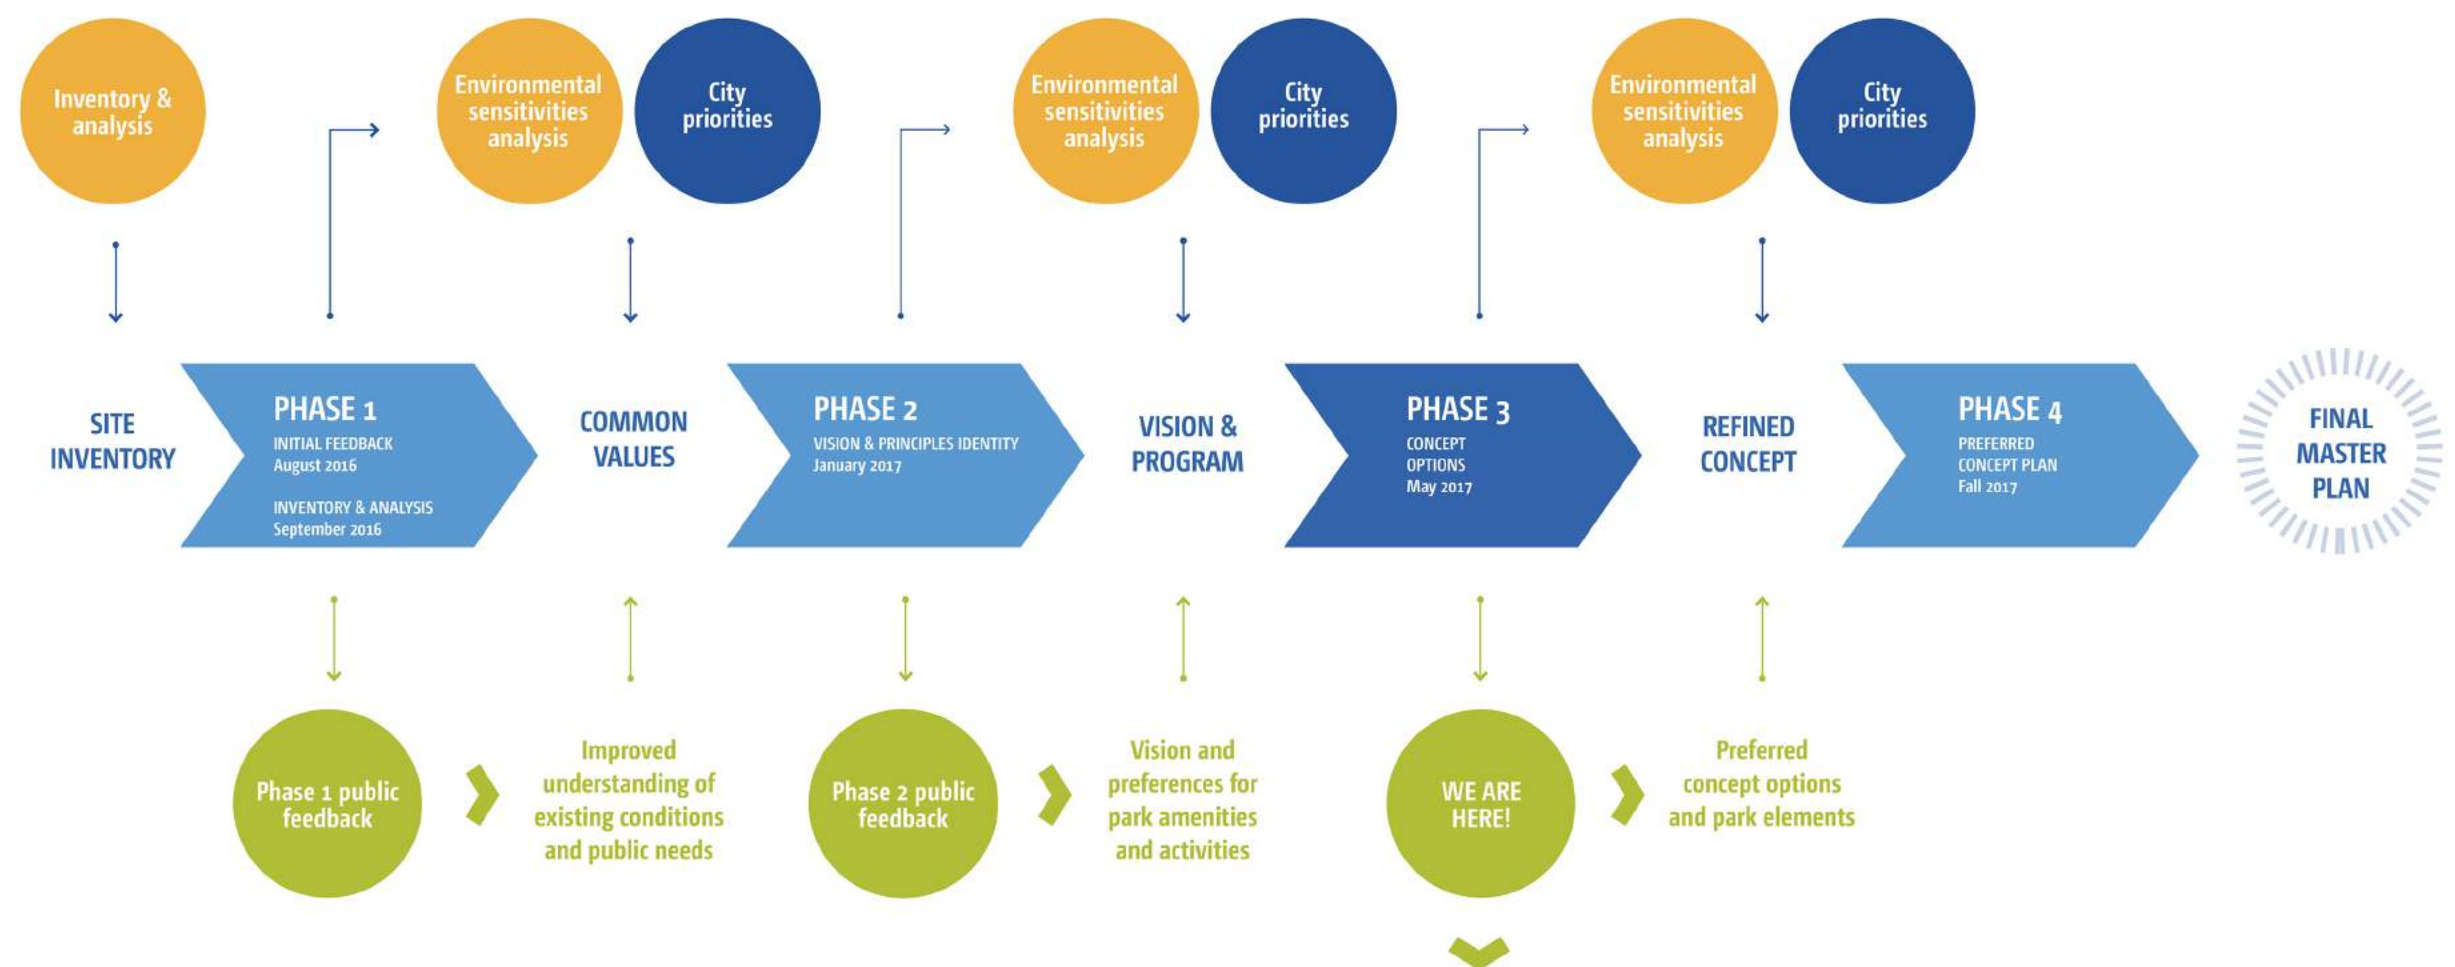 Inventory &
analysis
Environmental
sensitivities
analysis
City
priorities
Environmental
sensitivities
analysis
City
priorities
Environmental
sensitivities
analysis
City
priorities
SITE
INVENTORY
PHASE 1
INITIAL FEEDBACK
August 2016
INVENTORY & ANALYSIS
September 2016
COMMON
VALUES
PHASE 2
VISION & PRINCIPLES IDENTITY
January 2017
VISION &
PROGRAM
PHASE 3
CONCEPT
OPTIONS
May 2017
REFINED
CONCEPT
PHASE 4
PREFERRED
CONCEPT PLAN
Fall 2017
FINAL
MASTER
PLAN
Phase 1 public
feedback
Improved
understanding of
existing conditions
and public needs
Phase 2 public
feedback
Vision and
preferences for
park amenities
and activities
WE ARE
HERE!
Preferred
concept options
and park elements